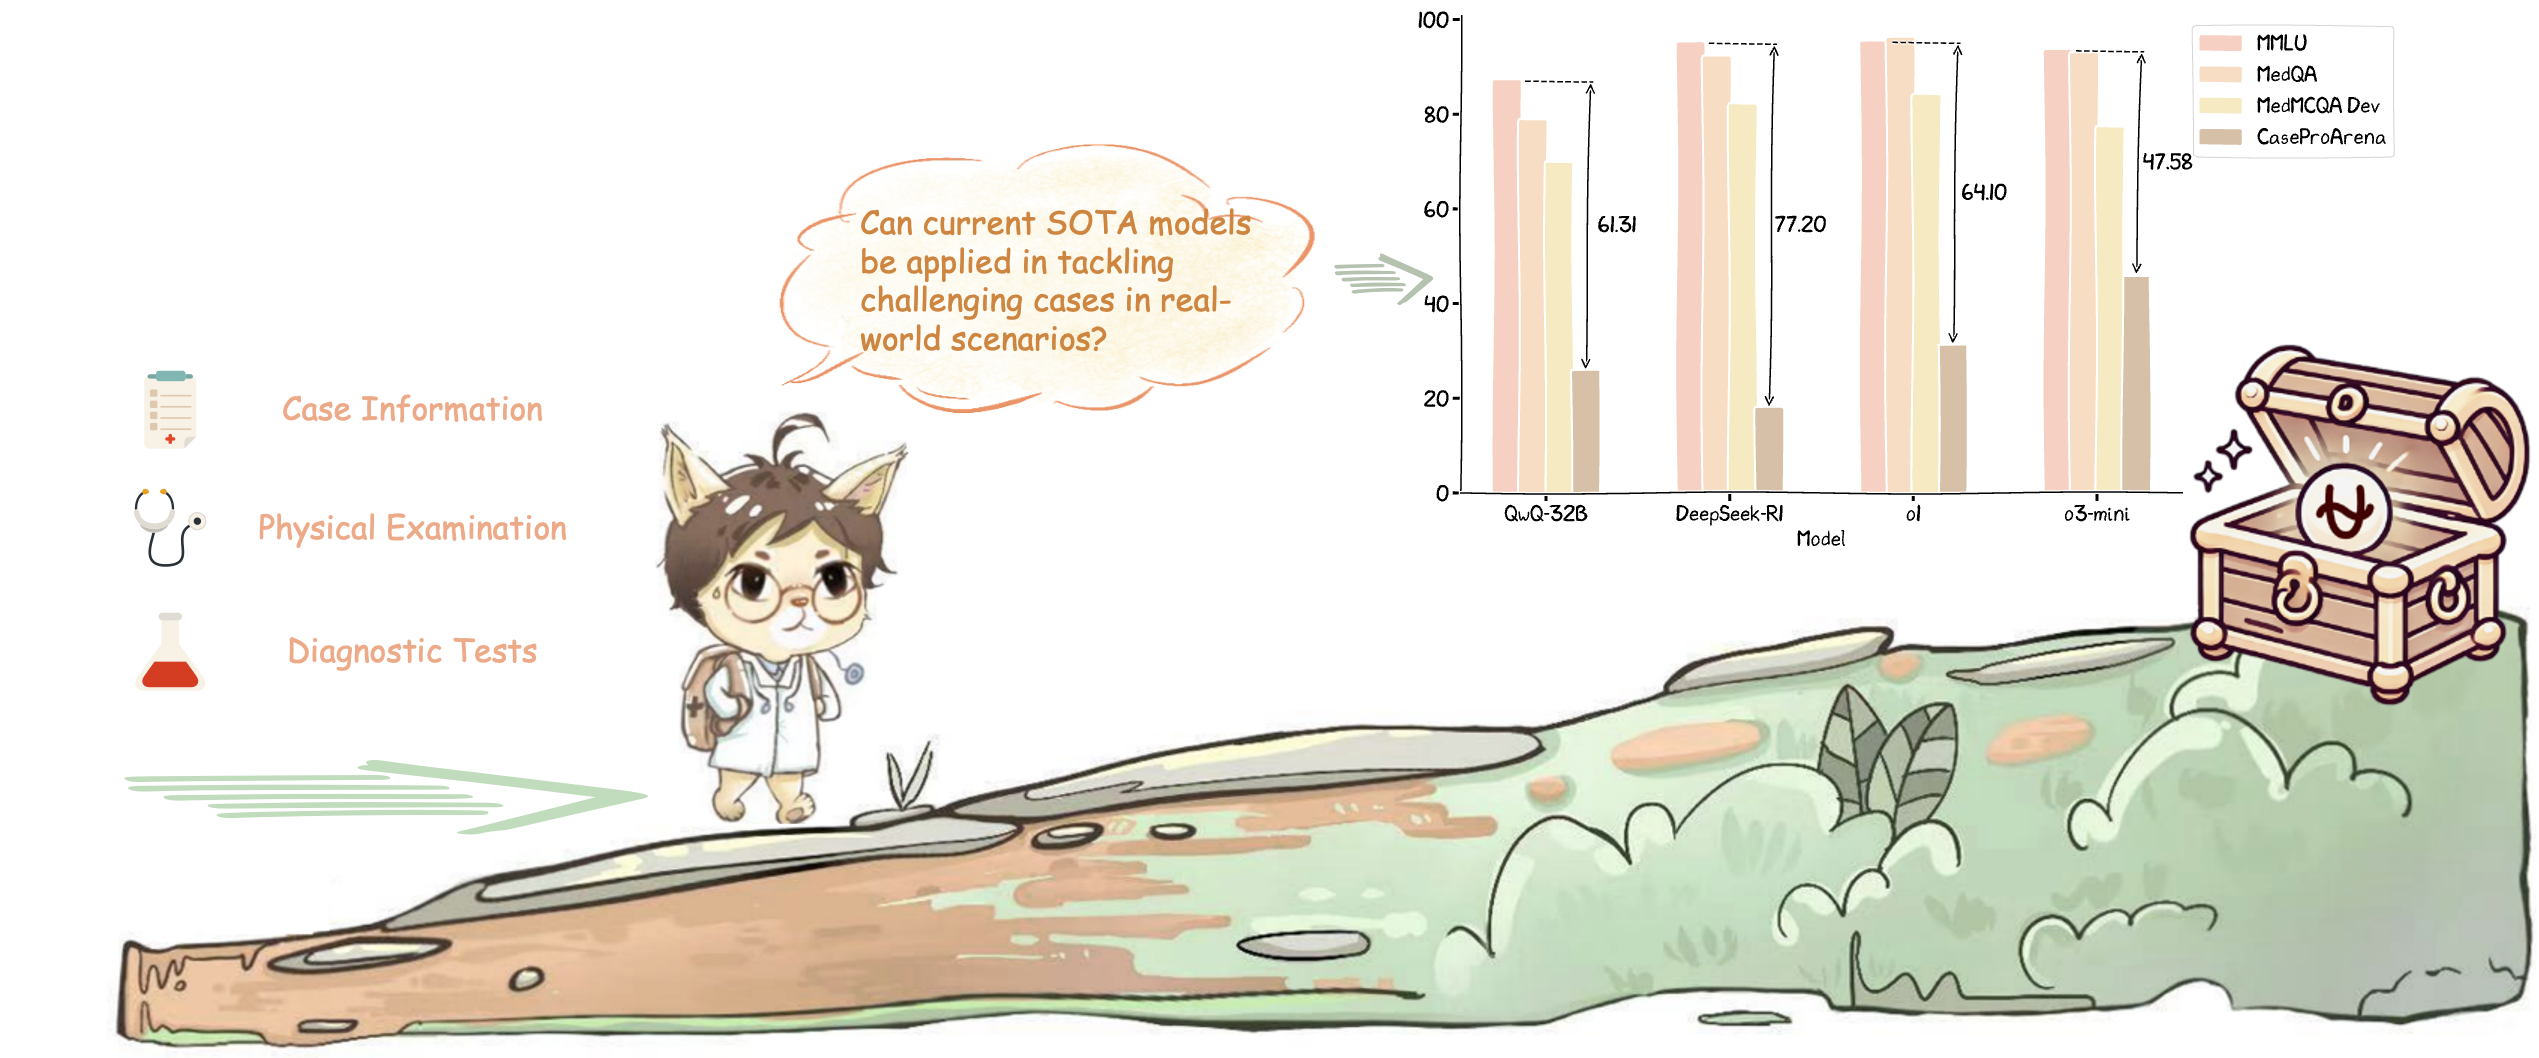 Case Information
Physical Examination
Diagnostic Tests
Can current SOTA models
be applied in tackling
challenging cases in real-
world scenarios?
100
80
60
40
20
0
61.31
77.20
64.10
47.58
QwQ-32B
DeepSeek-R1
o1
o3-mini
Model
MMLU
MedQA
MedMCQA Dev
CaseProArena